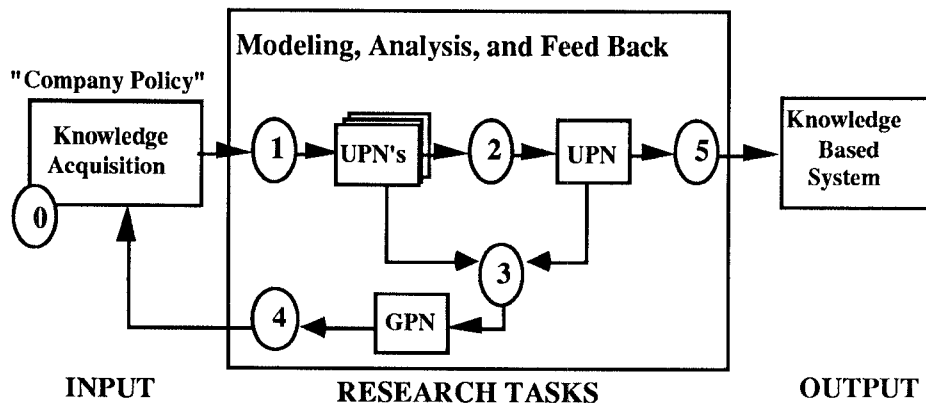 Modeling, Analysis, and Feed Back
"Company Policy"
Knowledge
Acquisition
0
1
UPN's
2
UPN
5
Knowledge
Based
System
3
4
GPN
INPUT
RESEARCH TASKS
OUTPUT